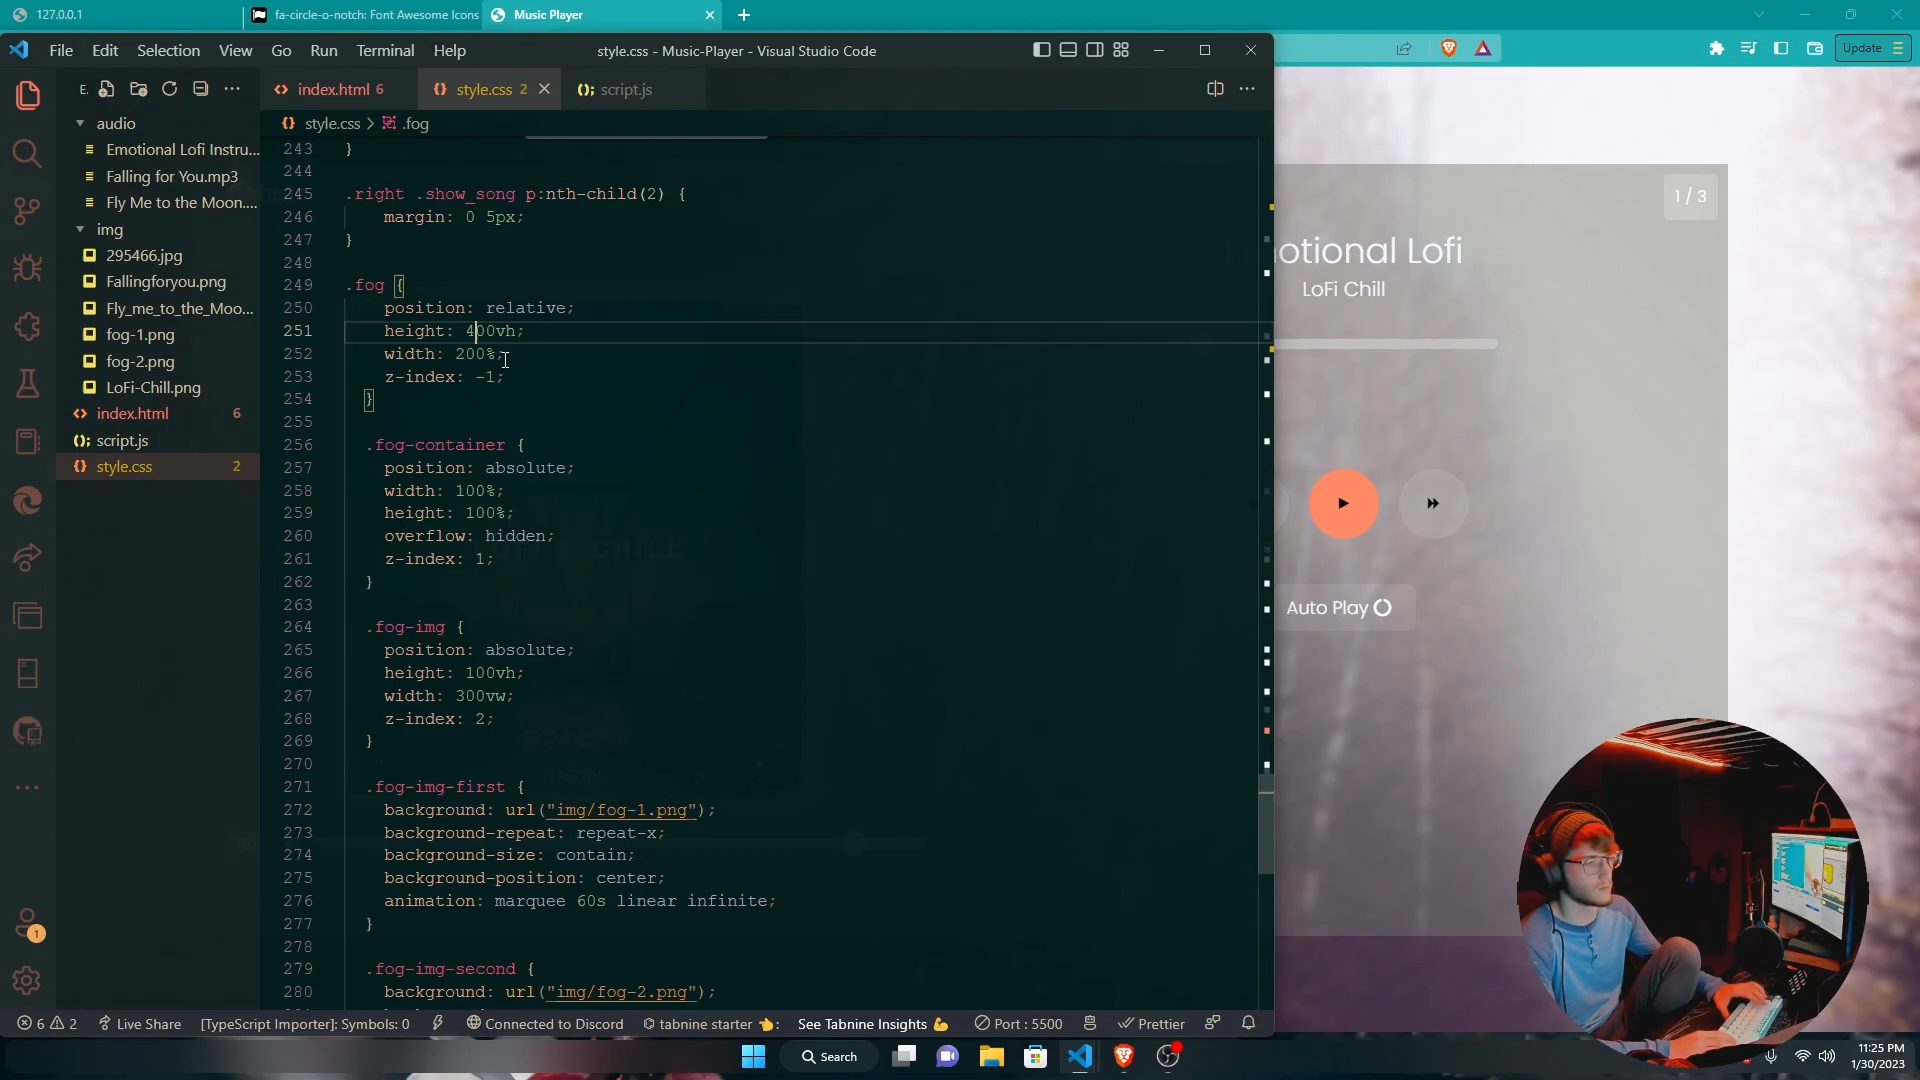 127.0.0.1
fa-circle-o-notch: Font Awesome Icons
Music Player
File Edit Selection View Go Run Terminal Help
style.css - Music-Player - Visual Studio Code
Update
E.
index.html 6
style.css 2
script.js
style.css > .fog
audio
Emotional Lofi Instru...
Falling for You.mp3
Fly Me to the Moon....
img
295466.jpg
Fallingforyou.png
Fly_me_to_the_Moo...
fog-1.png
fog-2.png
LoFi-Chill.png
index.html 6
script.js
style.css 2
243 }
244
245 .right .show_song p:nth-child(2) {
246 margin: 0 5px;
247 }
248
249 .fog {
250 position: relative;
251 height: 400vh;
252 width: 200%;
253 z-index: -1;
254 }
255
256 .fog-container {
257 position: absolute;
258 width: 100%;
259 height: 100%;
260 overflow: hidden;
261 z-index: 1;
262 }
263
264 .fog-img {
265 position: absolute;
266 height: 100vh;
267 width: 300vw;
268 z-index: 2;
269 }
270
271 .fog-img-first {
272 background: url("img/fog-1.png");
273 background-repeat: repeat-x;
274 background-size: contain;
275 background-position: center;
276 animation: marquee 60s linear infinite;
277 }
278
279 .fog-img-second {
280 background: url("img/fog-2.png");
1 / 3
otional Lofi
LoFi Chill
Auto Play
1
6 2 Live Share [TypeScript Importer]: Symbols: 0 Connected to Discord tabnine starter See Tabnine Insights Port : 5500 Prettier
Search
11:25 PM
1/30/2023